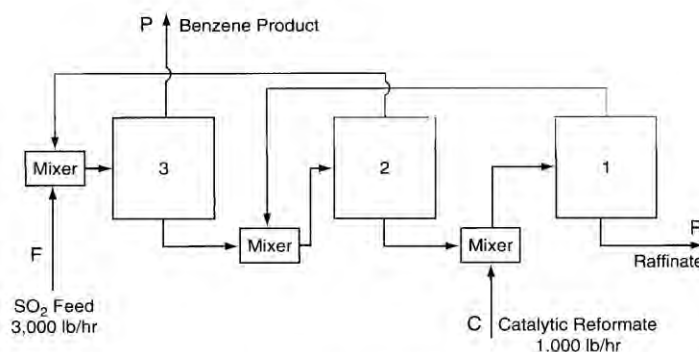 P Benzene Product
Mixer
3
2
1
Mixer
Mixer
F
R
Raffinate
SO₂ Feed
3,000 lb/hr
C Catalytic Reformate
1,000 lb/hr